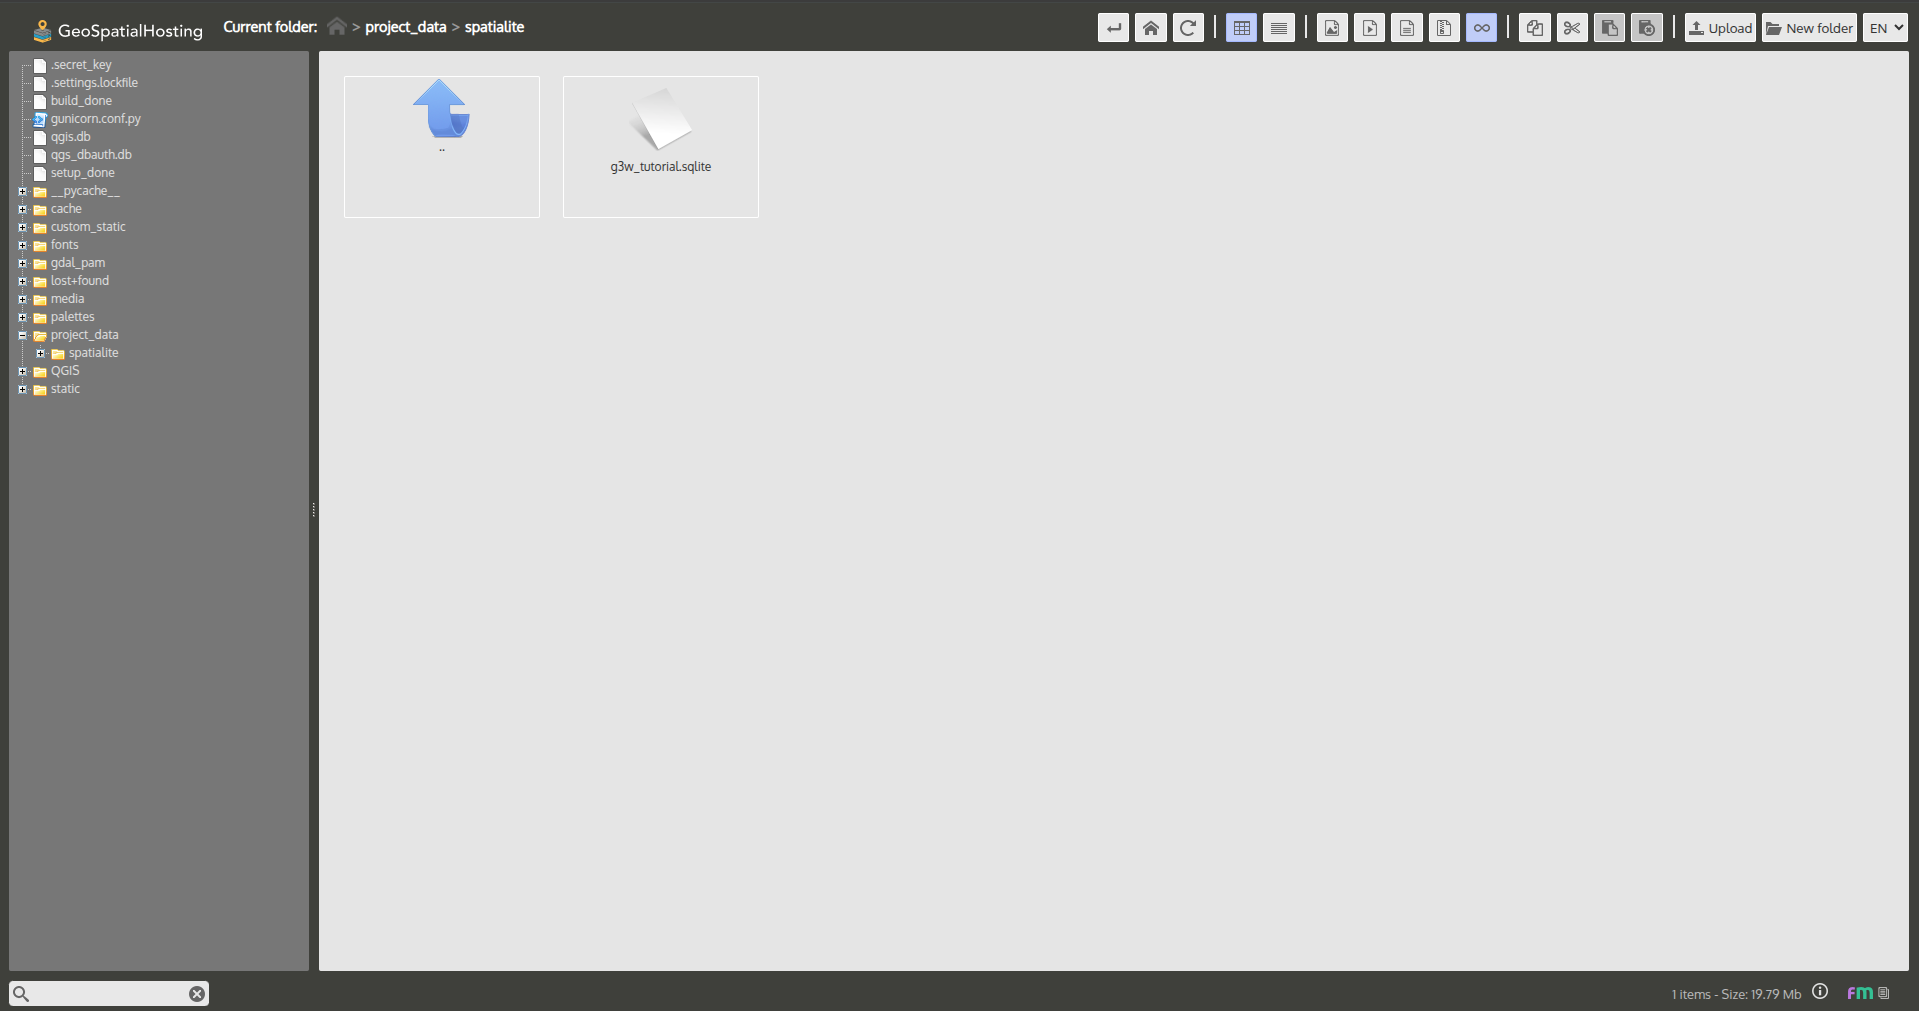 GeoSpatialHosting
Current folder: > project_data > spatialite
Upload New folder EN
.secret_key
.settings.lockfile
build_done
gunicorn.conf.py
qgis.db
qgs_dbauth.db
setup_done
__pycache__
cache
custom_static
fonts
gdal_pam
lost+found
media
palettes
project_data
spatialite
QGIS
static
..
g3w_tutorial.sqlite
1 items - Size: 19.79 Mb
FM